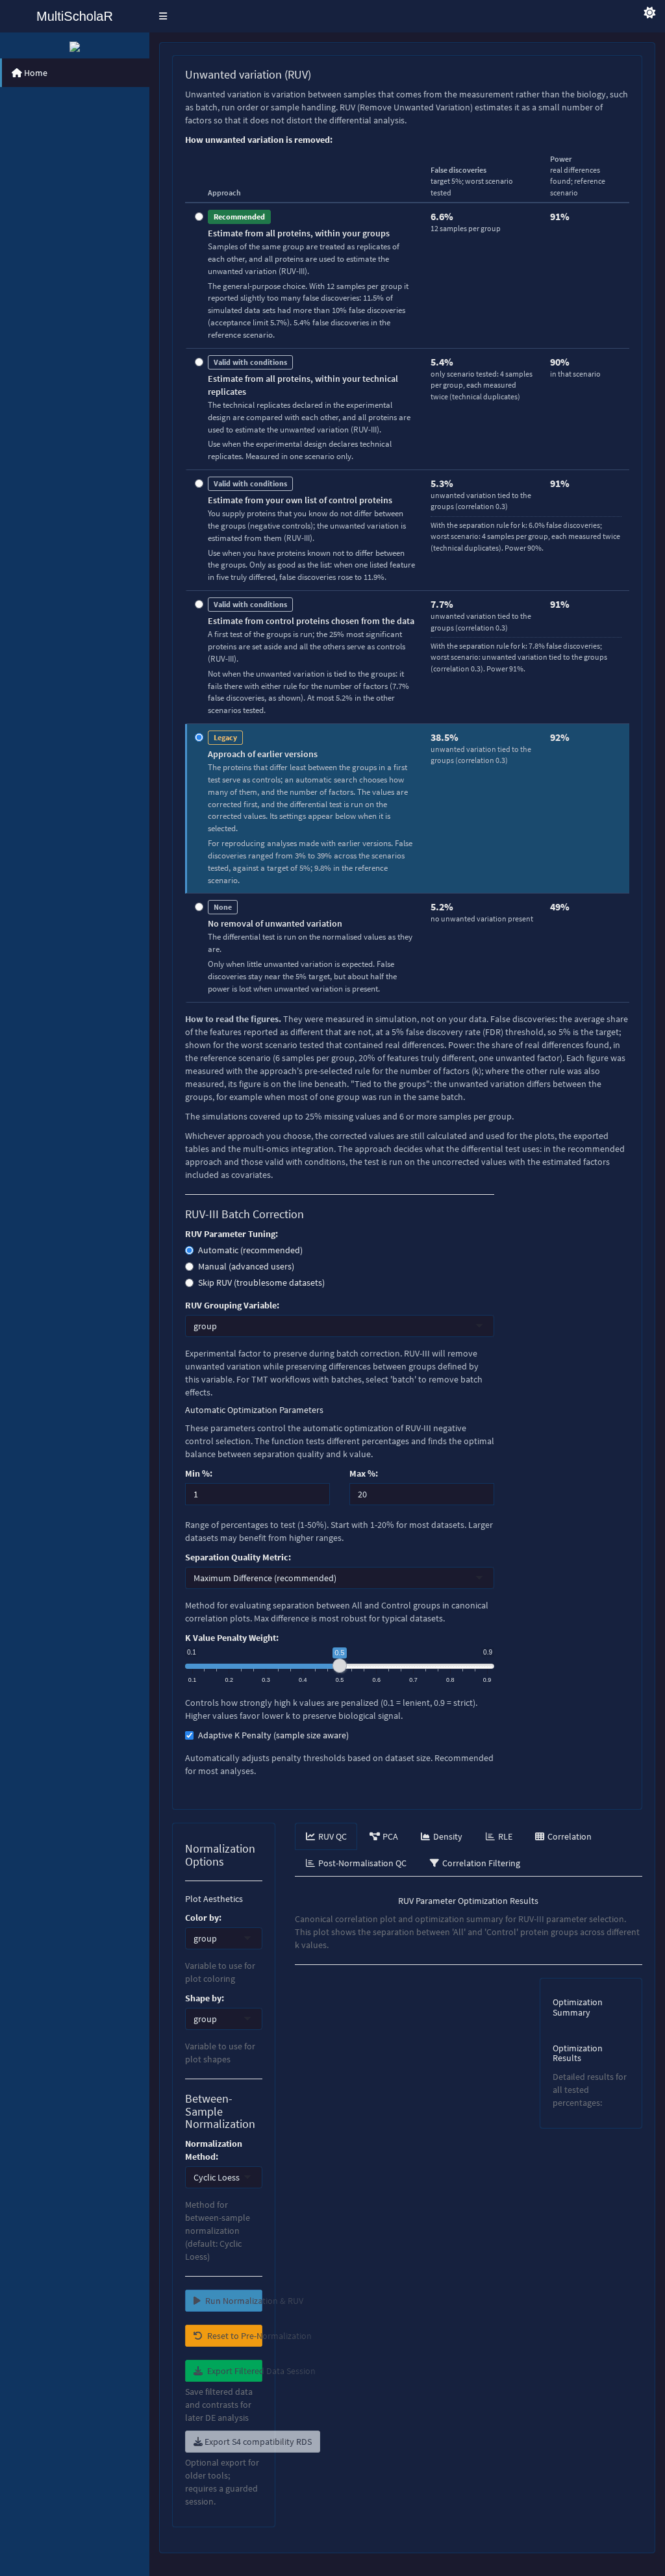 MultiScholaR
Home
Unwanted variation (RUV)
Unwanted variation is variation between samples that comes from the measurement rather than the biology, such
as batch, run order or sample handling. RUV (Remove Unwanted Variation) estimates it as a small number of
factors so that it does not distort the differential analysis.
How unwanted variation is removed:
Approach
False discoveries
target 5%; worst scenario
tested
Power
real differences
found; reference
scenario
Recommended
Estimate from all proteins, within your groups
Samples of the same group are treated as replicates of
each other, and all proteins are used to estimate the
unwanted variation (RUV-III).
The general-purpose choice. With 12 samples per group it
reported slightly too many false discoveries: 11.5% of
simulated data sets had more than 10% false discoveries
(acceptance limit 5.7%). 5.4% false discoveries in the
reference scenario.
6.6%
12 samples per group
91%
Valid with conditions
Estimate from all proteins, within your technical
replicates
The technical replicates declared in the experimental
design are compared with each other, and all proteins are
used to estimate the unwanted variation (RUV-III).
Use when the experimental design declares technical
replicates. Measured in one scenario only.
5.4%
only scenario tested: 4 samples
per group, each measured
twice (technical duplicates)
90%
in that scenario
Valid with conditions
Estimate from your own list of control proteins
You supply proteins that you know do not differ between
the groups (negative controls); the unwanted variation is
estimated from them (RUV-III).
Use when you have proteins known not to differ between
the groups. Only as good as the list: when one listed feature
in five truly differed, false discoveries rose to 11.9%.
5.3%
unwanted variation tied to the
groups (correlation 0.3)
91%
With the separation rule for k: 6.0% false discoveries;
worst scenario: 4 samples per group, each measured twice
(technical duplicates). Power 90%.
Valid with conditions
Estimate from control proteins chosen from the data
A first test of the groups is run; the 25% most significant
proteins are set aside and all the others serve as controls
(RUV-III).
Not when the unwanted variation is tied to the groups: it
fails there with either rule for the number of factors (7.7%
false discoveries, as shown). At most 5.2% in the other
scenarios tested.
7.7%
unwanted variation tied to the
groups (correlation 0.3)
91%
With the separation rule for k: 7.8% false discoveries;
worst scenario: unwanted variation tied to the groups
(correlation 0.3). Power 91%.
Legacy
Approach of earlier versions
The proteins that differ least between the groups in a first
test serve as controls; an automatic search chooses how
many of them, and the number of factors. The values are
corrected first, and the differential test is run on the
corrected values. Its settings appear below when it is
selected.
For reproducing analyses made with earlier versions. False
discoveries ranged from 3% to 39% across the scenarios
tested, against a target of 5%; 9.8% in the reference
scenario.
38.5%
unwanted variation tied to the
groups (correlation 0.3)
92%
None
No removal of unwanted variation
The differential test is run on the normalised values as they
are.
Only when little unwanted variation is expected. False
discoveries stay near the 5% target, but about half the
power is lost when unwanted variation is present.
5.2%
no unwanted variation present
49%
How to read the figures. They were measured in simulation, not on your data. False discoveries: the average share
of the features reported as different that are not, at a 5% false discovery rate (FDR) threshold, so 5% is the target;
shown for the worst scenario tested that contained real differences. Power: the share of real differences found, in
the reference scenario (6 samples per group, 20% of features truly different, one unwanted factor). Each figure was
measured with the approach's pre-selected rule for the number of factors (k); where the other rule was also
measured, its figure is on the line beneath. "Tied to the groups": the unwanted variation differs between the
groups, for example when most of one group was run in the same batch.
The simulations covered up to 25% missing values and 6 or more samples per group.
Whichever approach you choose, the corrected values are still calculated and used for the plots, the exported
tables and the multi-omics integration. The approach decides what the differential test uses: in the recommended
approach and those valid with conditions, the test is run on the uncorrected values with the estimated factors
included as covariates.
RUV-III Batch Correction
RUV Parameter Tuning:
Automatic (recommended)
Manual (advanced users)
Skip RUV (troublesome datasets)
RUV Grouping Variable:
group
Experimental factor to preserve during batch correction. RUV-III will remove
unwanted variation while preserving differences between groups defined by
this variable. For TMT workflows with batches, select 'batch' to remove batch
effects.
Automatic Optimization Parameters
These parameters control the automatic optimization of RUV-III negative
control selection. The function tests different percentages and finds the optimal
balance between separation quality and k value.
Min %:
Max %:
1
20
Range of percentages to test (1-50%). Start with 1-20% for most datasets. Larger
datasets may benefit from higher ranges.
Separation Quality Metric:
Maximum Difference (recommended)
Method for evaluating separation between All and Control groups in canonical
correlation plots. Max difference is most robust for typical datasets.
K Value Penalty Weight:
0.1
0.5
0.9
0.1 0.2 0.3 0.4 0.5 0.6 0.7 0.8 0.9
Controls how strongly high k values are penalized (0.1 = lenient, 0.9 = strict).
Higher values favor lower k to preserve biological signal.
Adaptive K Penalty (sample size aware)
Automatically adjusts penalty thresholds based on dataset size. Recommended
for most analyses.
Normalization
Options
Plot Aesthetics
Color by:
group
Variable to use for
plot coloring
Shape by:
group
Variable to use for
plot shapes
Between-
Sample
Normalization
Normalization
Method:
Cyclic Loess
Method for
between-sample
normalization
(default: Cyclic
Loess)
Run Normalization & RUV
Reset to Pre-Normalization
Export Filtered Data Session
Save filtered data
and contrasts for
later DE analysis
Export S4 compatibility RDS
Optional export for
older tools;
requires a guarded
session.
RUV QC
PCA
Density
RLE
Correlation
Post-Normalisation QC
Correlation Filtering
RUV Parameter Optimization Results
Canonical correlation plot and optimization summary for RUV-III parameter selection.
This plot shows the separation between 'All' and 'Control' protein groups across different
k values.
Optimization
Summary
Optimization
Results
Detailed results for
all tested
percentages: